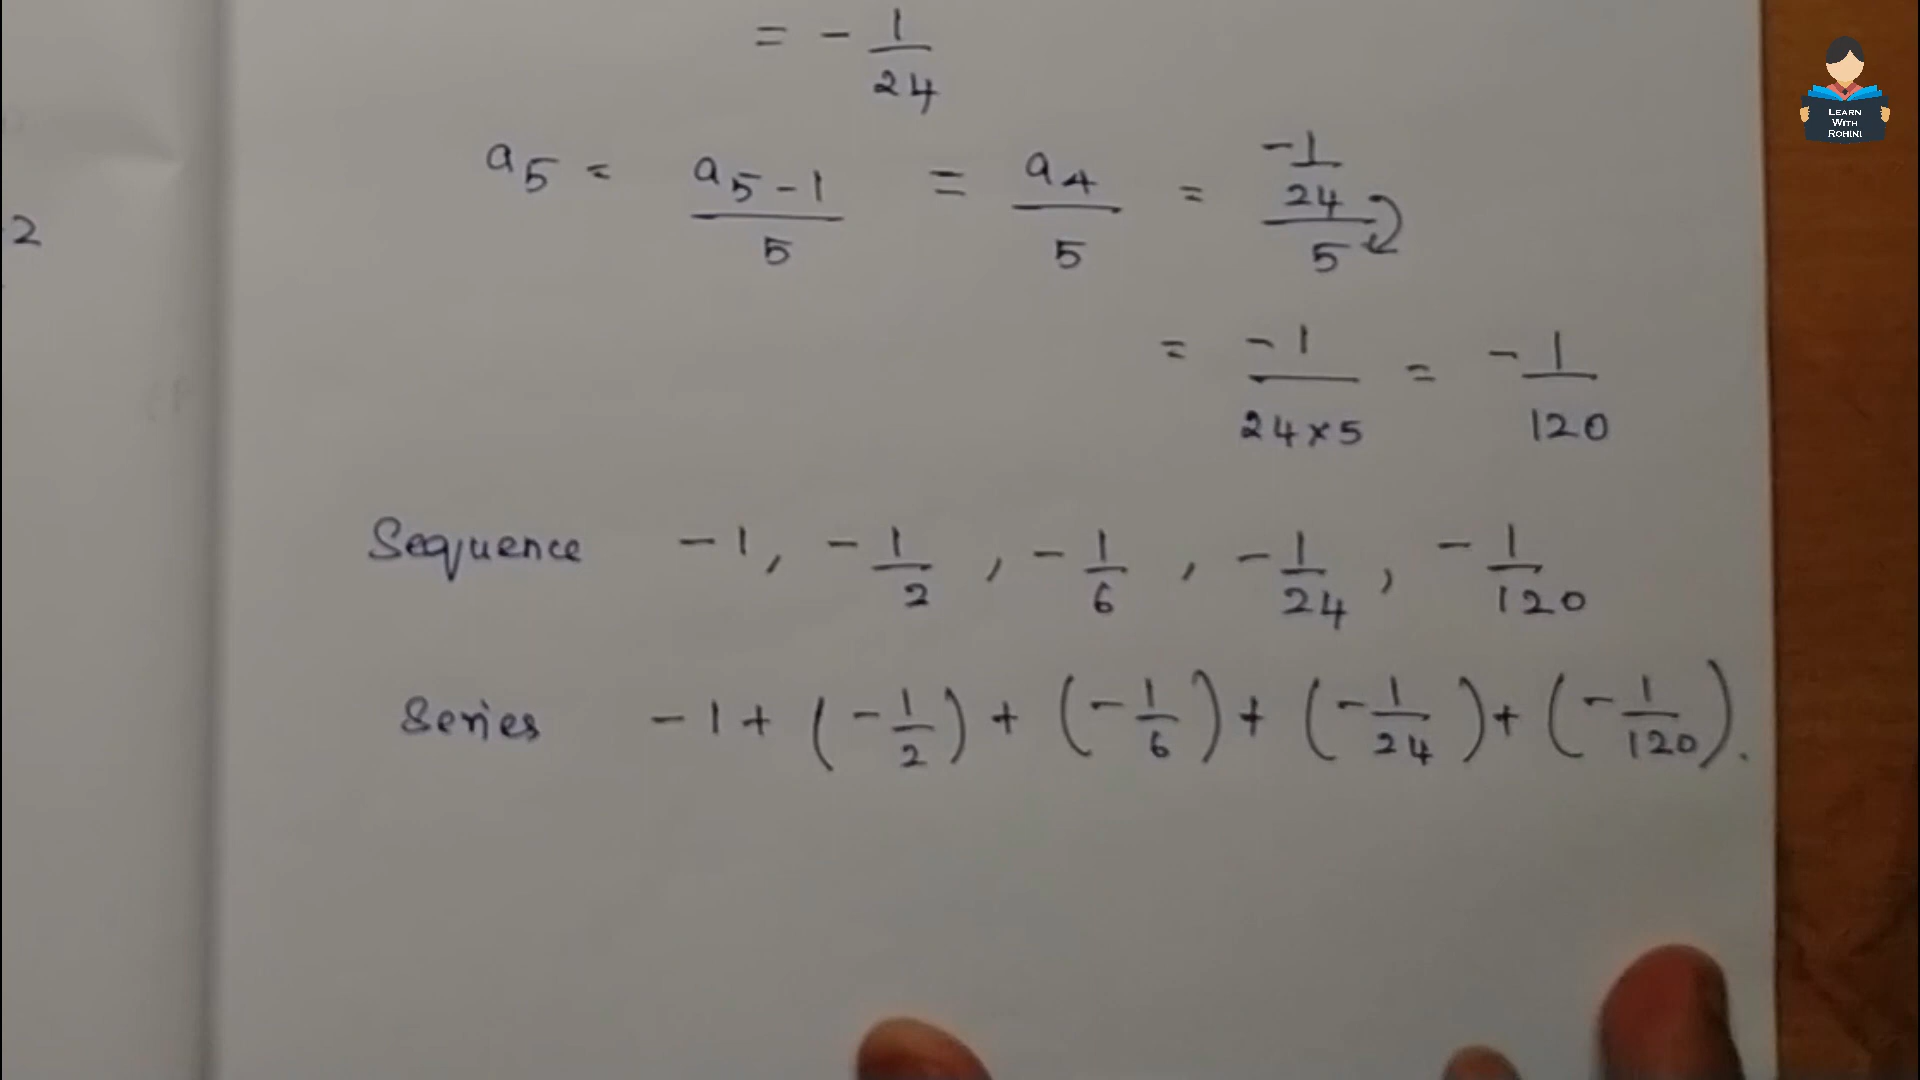 = - 1/24
a5 = a5-1/5 = a4/5 = -1/24/5
2
= -1/24×5 = -1/120
Sequence -1, -1/2, -1/6, -1/24, -1/120
Series -1 + (-1/2) + (-1/6) + (-1/24) + (-1/120).
LEARN
WITH
ROHINI